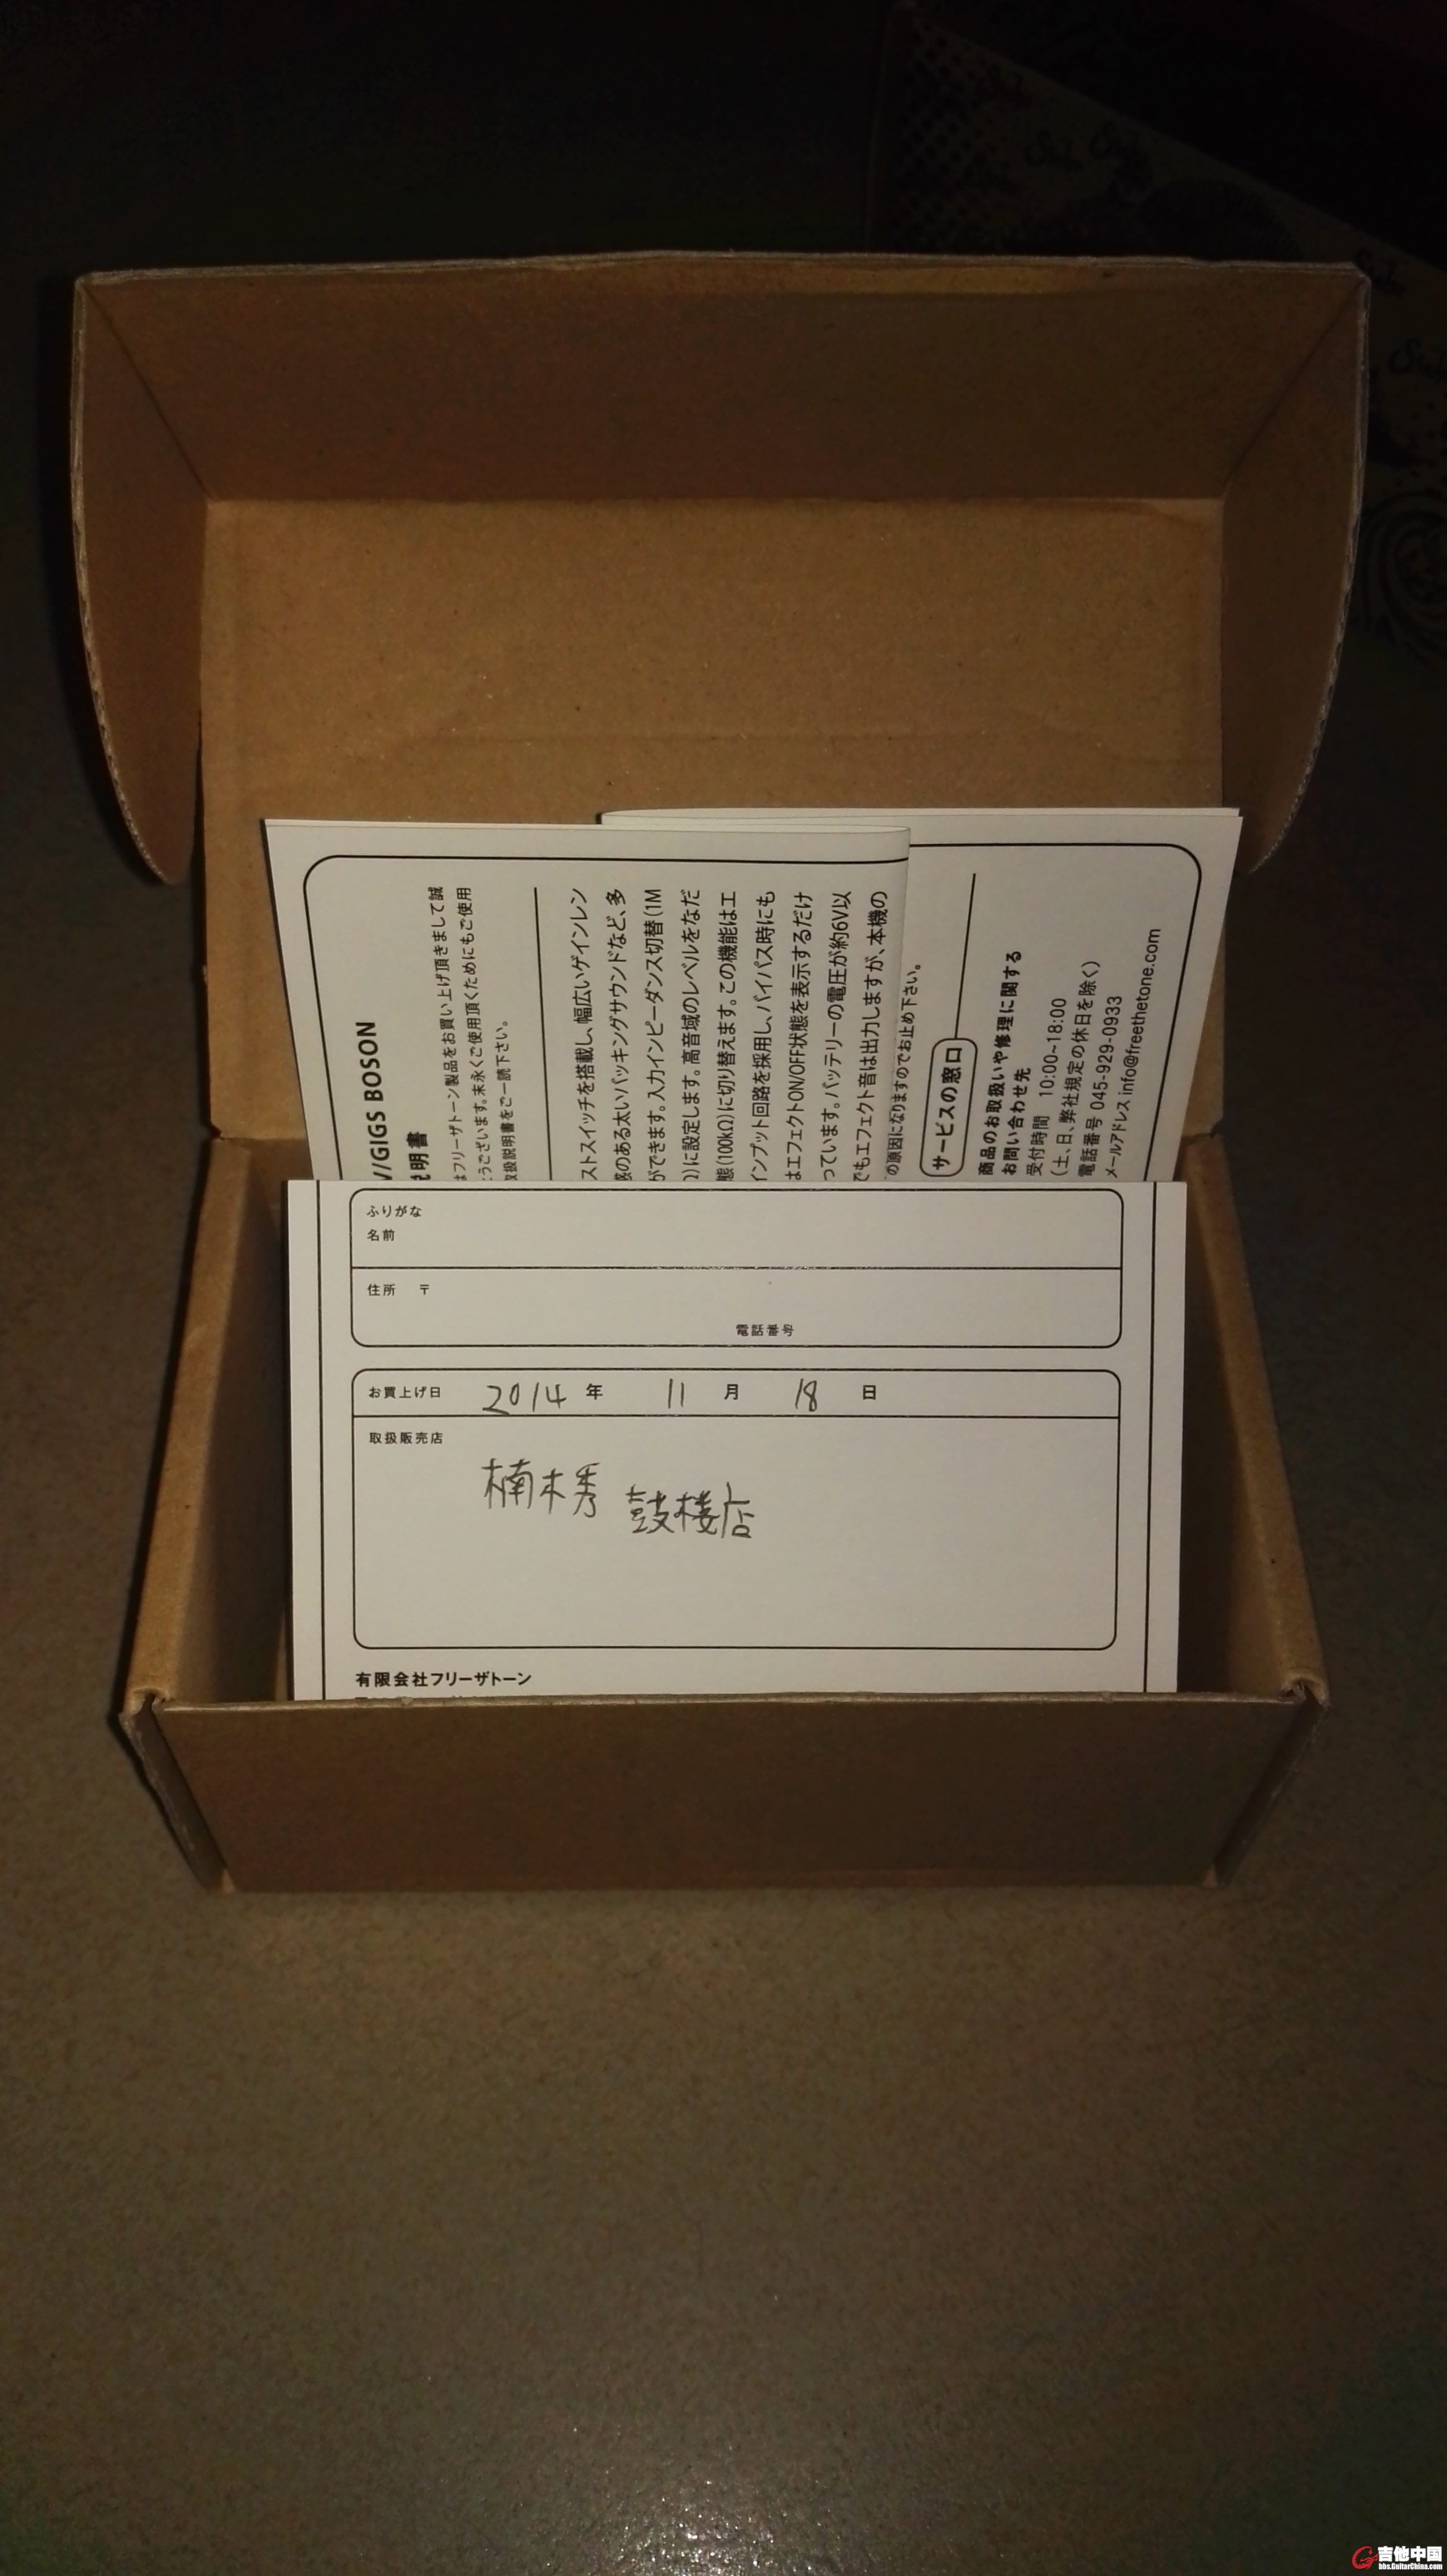 V/GIGS BOSON
説明書
はフリーザトーン製品をお買い上げ頂きまして誠
とうございます。末永くご使用頂くためにもご使用
取扱説明書をご一読下さい。
ストスイッチを搭載し、幅広いゲインレン
感のある太いバッキングサウンドなど、多
ができます。入力インピーダンス切替(1M
Ω)に設定します。高音域のレベルをなだ
態(100kΩ)に切り替えます。この機能はエ
インプット回路を採用し、バイパス時にも
はエフェクトON/OFF状態を表示するだけ
っています。バッテリーの電圧が約6V以
でもエフェクト音は出力しますが、本機の
の原因になりますのでお止め下さい。
サービスの窓口
商品のお取扱いや修理に関する
お問い合わせ先
受付時間 10:00~18:00
(土、日、弊社規定の休日を除く)
電話番号 045-929-0933
メールアドレス info@freethetone.com
ふりがな
名前
住所 〒
電話番号
お買上げ日 2014 年 11 月 18 日
取扱販売店
楠木秀 鼓楼店
有限会社フリーザトーン
吉他中国
bbs.GuitarChina.com